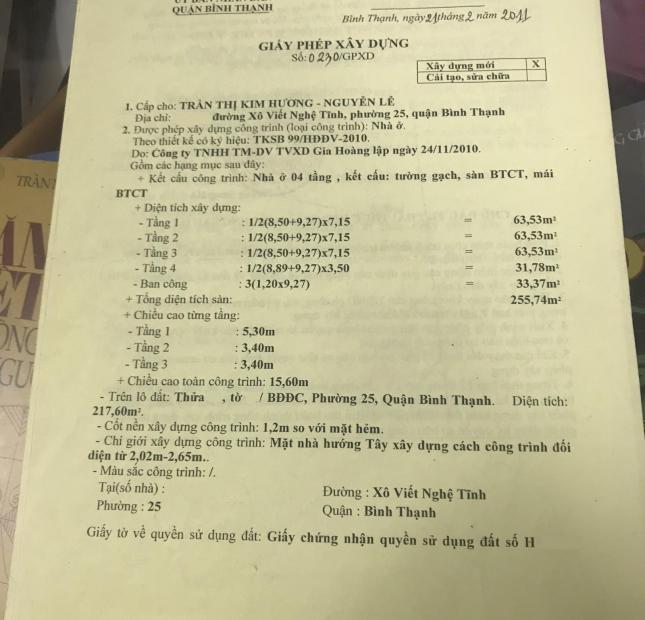 QUẬN BÌNH THẠNH
Bình Thạnh, ngày 21 tháng 2 năm 2011
GIẤY PHÉP XÂY DỰNG
Số: 0230/GPXD
Xây dựng mới X
Cải tạo, sửa chữa
1. Cấp cho: TRẦN THỊ KIM HƯƠNG - NGUYỄN LÊ
Địa chỉ: đường Xô Viết Nghệ Tĩnh, phường 25, quận Bình Thạnh
2. Được phép xây dựng công trình (loại công trình): Nhà ở.
Theo thiết kế có ký hiệu: TKSB 99/HĐDV-2010.
Do: Công ty TNHH TM-DV TVXD Gia Hoàng lập ngày 24/11/2010.
Gồm các hạng mục sau đây:
+ Kết cấu công trình: Nhà ở 04 tầng , kết cấu: tường gạch, sàn BTCT, mái
BTCT
+ Diện tích xây dựng:
- Tầng 1 : 1/2(8,50+9,27)x7,15 = 63,53m²
- Tầng 2 : 1/2(8,50+9,27)x7,15 = 63,53m²
- Tầng 3 : 1/2(8,50+9,27)x7,15 = 63,53m²
- Tầng 4 : 1/2(8,89+9,27)x3,50 = 31,78m²
- Ban công : 3(1,20x9,27) = 33,37m²
+ Tổng diện tích sàn: 255,74m²
+ Chiều cao từng tầng:
- Tầng 1 : 5,30m
- Tầng 2 : 3,40m
- Tầng 3 : 3,40m
+ Chiều cao toàn công trình: 15,60m
- Trên lô đất: Thửa , tờ / BĐĐC, Phường 25, Quận Bình Thạnh. Diện tích:
217,60m².
- Cốt nền xây dựng công trình: 1,2m so với mặt hẻm.
- Chỉ giới xây dựng công trình: Mặt nhà hướng Tây xây dựng cách công trình đối
diện từ 2,02m-2,65m..
- Màu sắc công trình: /.
Tại(số nhà) : Đường : Xô Viết Nghệ Tĩnh
Phường : 25 Quận : Bình Thạnh
Giấy tờ về quyền sử dụng đất: Giấy chứng nhận quyền sử dụng đất số H